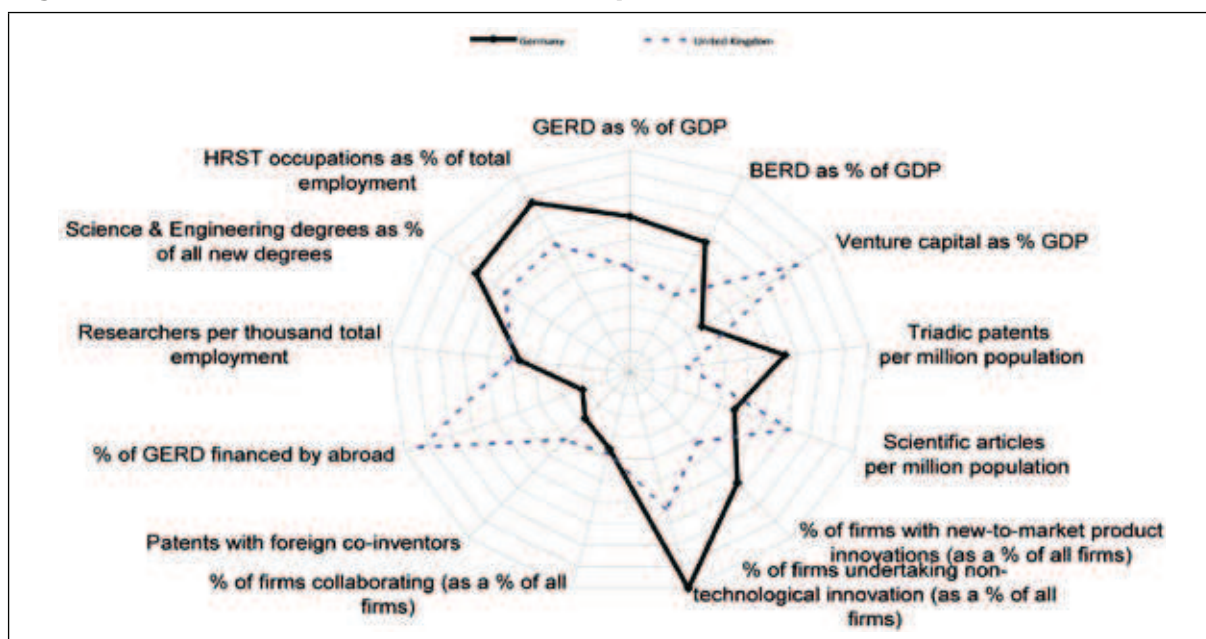 Germany
United Kingdom
GERD as % of GDP
HRST occupations as % of total
employment
BERD as % of GDP
Science & Engineering degrees as %
of all new degrees
Venture capital as % GDP
Researchers per thousand total
employment
Triadic patents
per million population
% of GERD financed by abroad
Scientific articles
per million population
Patents with foreign co-inventors
% of firms with new-to-market product
innovations (as a % of all firms)
% of firms collaborating (as a % of all
firms)
% of firms undertaking non-
technological innovation (as a % of all
firms)